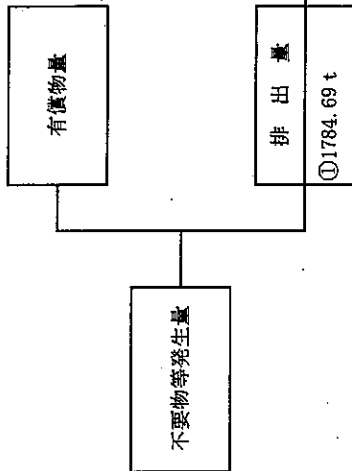 不要物等発生量
有償物量
排出量
①1784.69 t